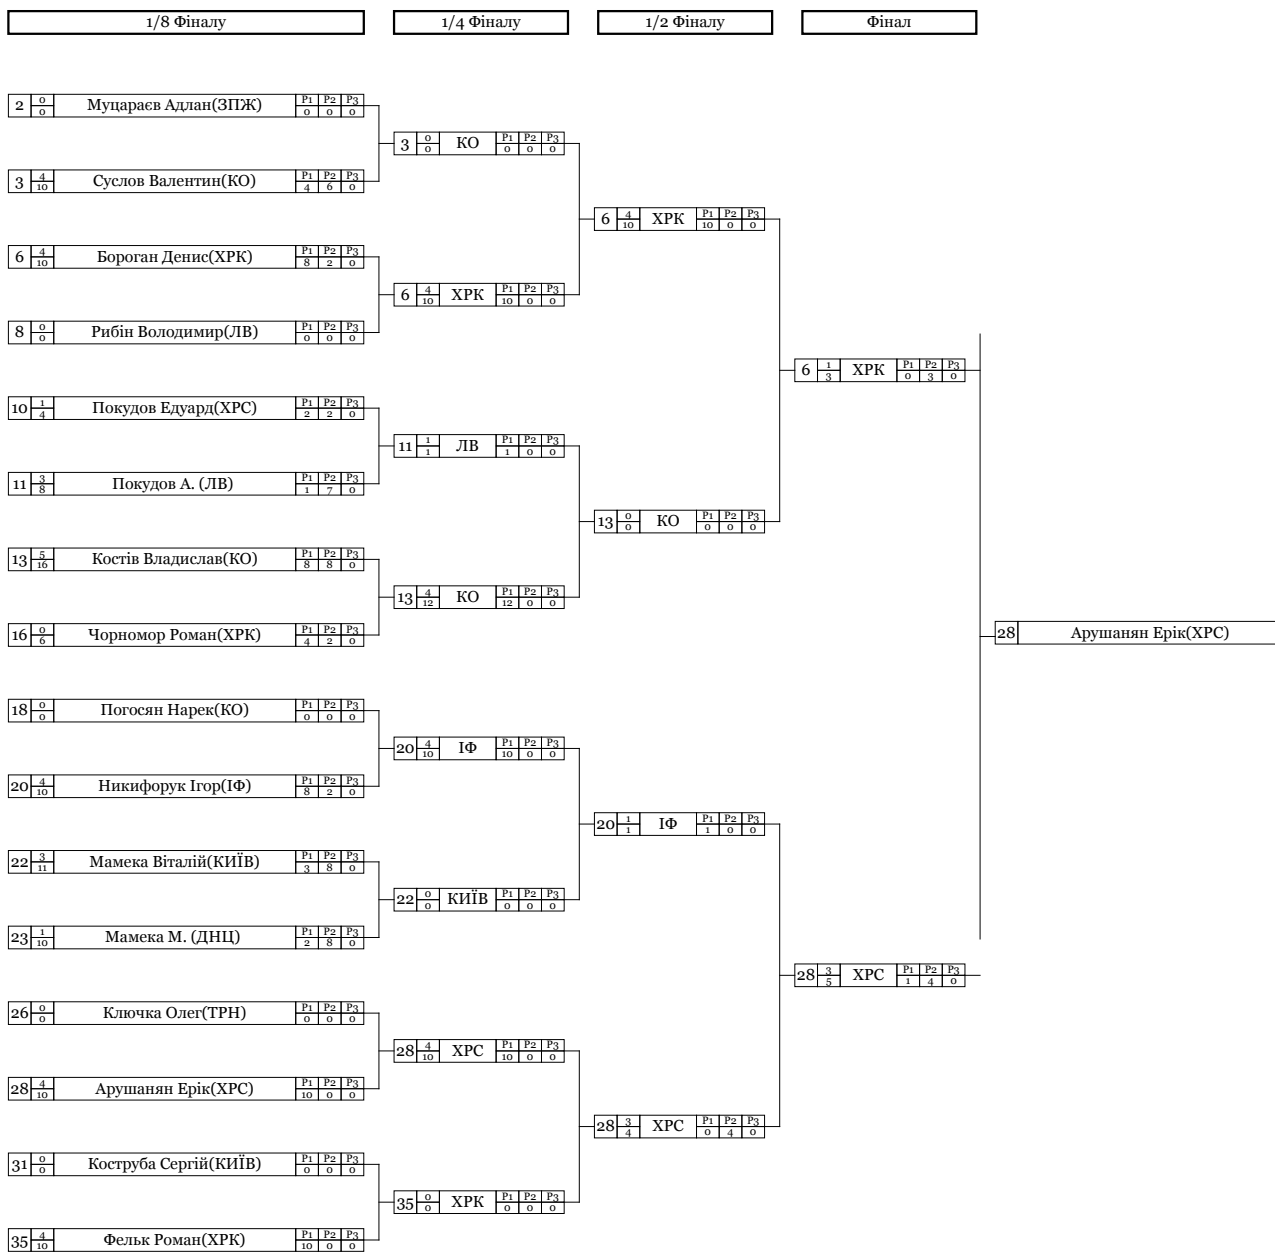 1/8 Фіналу 1/4 Фіналу 1/2 Фіналу Фінал
2 0 0 Муцараєв Адлан(ЗПЖ) P1 P2 P3 0 0 0
3 0 0 КО P1 P2 P3 0 0 0
3 4 10 Суслов Валентин(КО) P1 P2 P3 4 6 0
6 4 10 ХРК P1 P2 P3 10 0 0
6 4 10 Бороган Денис(ХРК) P1 P2 P3 8 2 0
6 4 10 ХРК P1 P2 P3 10 0 0
8 0 0 Рибін Володимир(ЛВ) P1 P2 P3 0 0 0
6 1 3 ХРК P1 P2 P3 0 3 0
10 1 4 Покудов Едуард(ХРС) P1 P2 P3 2 2 0
11 1 1 ЛВ P1 P2 P3 1 0 0
11 3 8 Покудов А. (ЛВ) P1 P2 P3 1 7 0
13 0 0 КО P1 P2 P3 0 0 0
13 5 16 Костів Владислав(КО) P1 P2 P3 8 8 0
13 4 12 КО P1 P2 P3 12 0 0
16 0 6 Чорномор Роман(ХРК) P1 P2 P3 4 2 0
28 Арушанян Ерік(ХРС)
18 0 0 Погосян Нарек(КО) P1 P2 P3 0 0 0
20 4 10 ІФ P1 P2 P3 10 0 0
20 4 10 Никифорук Ігор(ІФ) P1 P2 P3 8 2 0
20 1 1 ІФ P1 P2 P3 1 0 0
22 3 11 Мамека Віталій(КИЇВ) P1 P2 P3 3 8 0
22 0 0 КИЇВ P1 P2 P3 0 0 0
23 1 10 Мамека М. (ДНЦ) P1 P2 P3 2 8 0
28 3 5 ХРС P1 P2 P3 1 4 0
26 0 0 Ключка Олег(ТРН) P1 P2 P3 0 0 0
28 4 10 ХРС P1 P2 P3 10 0 0
28 4 10 Арушанян Ерік(ХРС) P1 P2 P3 10 0 0
28 3 4 ХРС P1 P2 P3 0 4 0
31 0 0 Коструба Сергій(КИЇВ) P1 P2 P3 0 0 0
35 0 0 ХРК P1 P2 P3 0 0 0
35 4 10 Фельк Роман(ХРК) P1 P2 P3 10 0 0